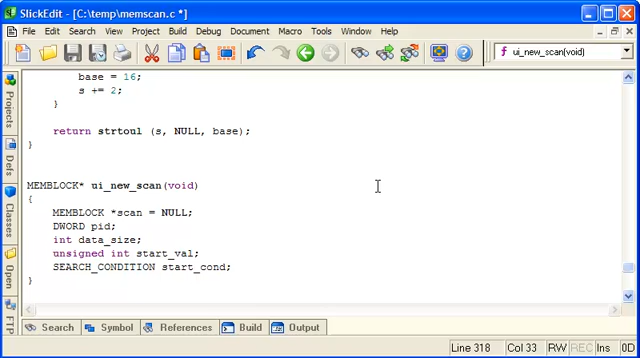 SlickEdit - [C:\temp\memscan.c *]
File Edit Search View Project Build Debug Document Macro Tools Window Help
ui_new_scan(void)
base = 16;
s += 2;
}
return strtoul (s, NULL, base);
}
MEMBLOCK* ui_new_scan(void)
{
MEMBLOCK *scan = NULL;
DWORD pid;
int data_size;
unsigned int start_val;
SEARCH_CONDITION start_cond;
}
Projects
Defs
Classes
Open
FTP
Search Symbol References Build Output
Line 318 Col 33 RW REC Ins 0D